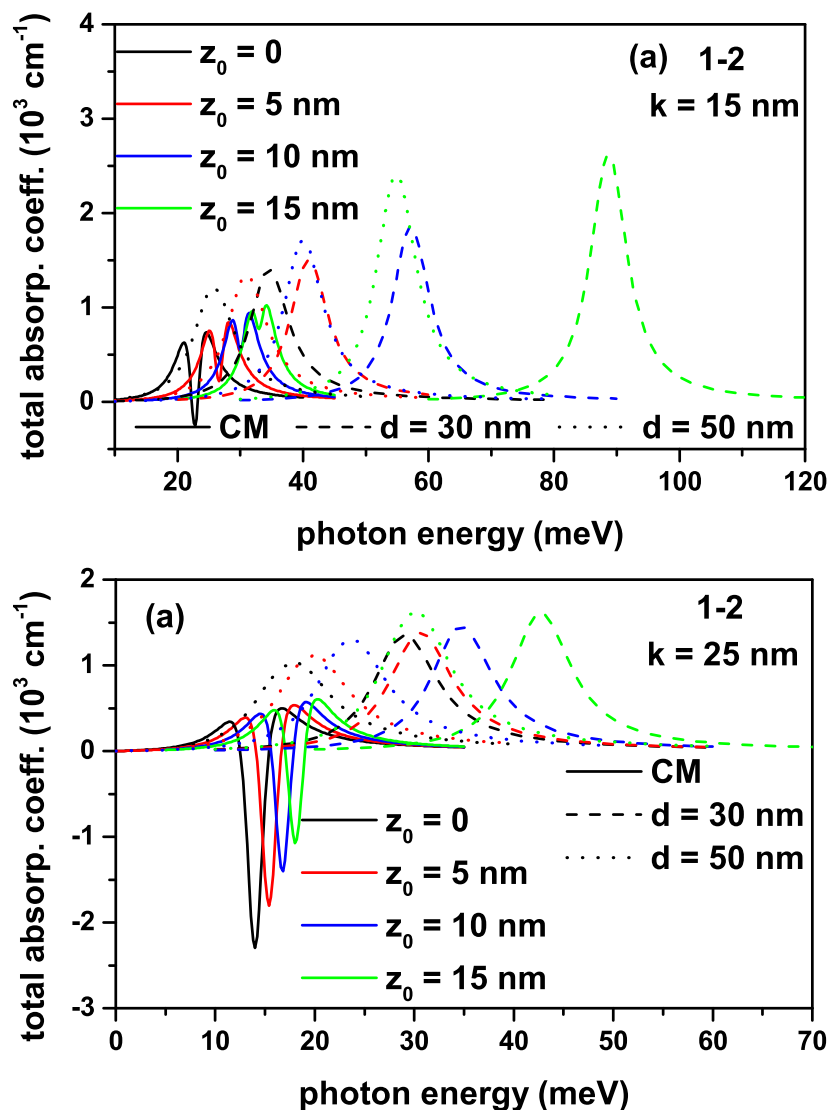 total absorp. coeff. (10³ cm⁻¹)
4
3
2
1
0
z₀ = 0
z₀ = 5 nm
z₀ = 10 nm
z₀ = 15 nm
(a) 1-2
k = 15 nm
CM d = 30 nm d = 50 nm
20 40 60 80 100 120
photon energy (meV)
total absorp. coeff. (10³ cm⁻¹)
2
1
0
-1
-2
-3
(a) 1-2
k = 25 nm
CM
d = 30 nm
d = 50 nm
z₀ = 0
z₀ = 5 nm
z₀ = 10 nm
z₀ = 15 nm
0 10 20 30 40 50 60 70
photon energy (meV)